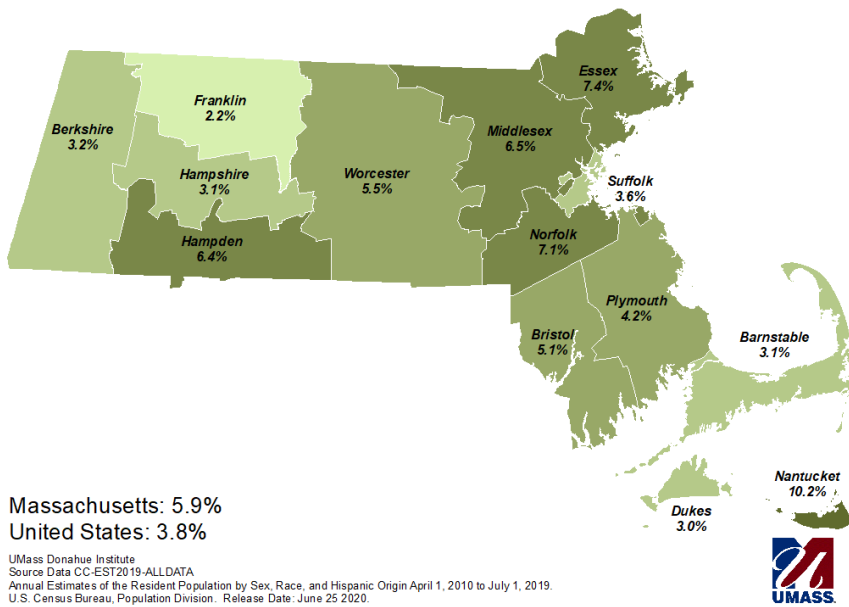 Essex
7.4%
Franklin
2.2%
Berkshire
3.2%
Middlesex
6.5%
Hampshire
3.1%
Worcester
5.5%
Suffolk
3.6%
Hampden
6.4%
Norfolk
7.1%
Plymouth
4.2%
Bristol
5.1%
Barnstable
3.1%
Nantucket
10.2%
Dukes
3.0%
Massachusetts: 5.9%
United States: 3.8%
UMass Donahue Institute
Source Data CC-EST2019-ALLDATA
Annual Estimates of the Resident Population by Sex, Race, and Hispanic Origin April 1, 2010 to July 1, 2019.
U.S. Census Bureau, Population Division. Release Date: June 25 2020.
UMASS